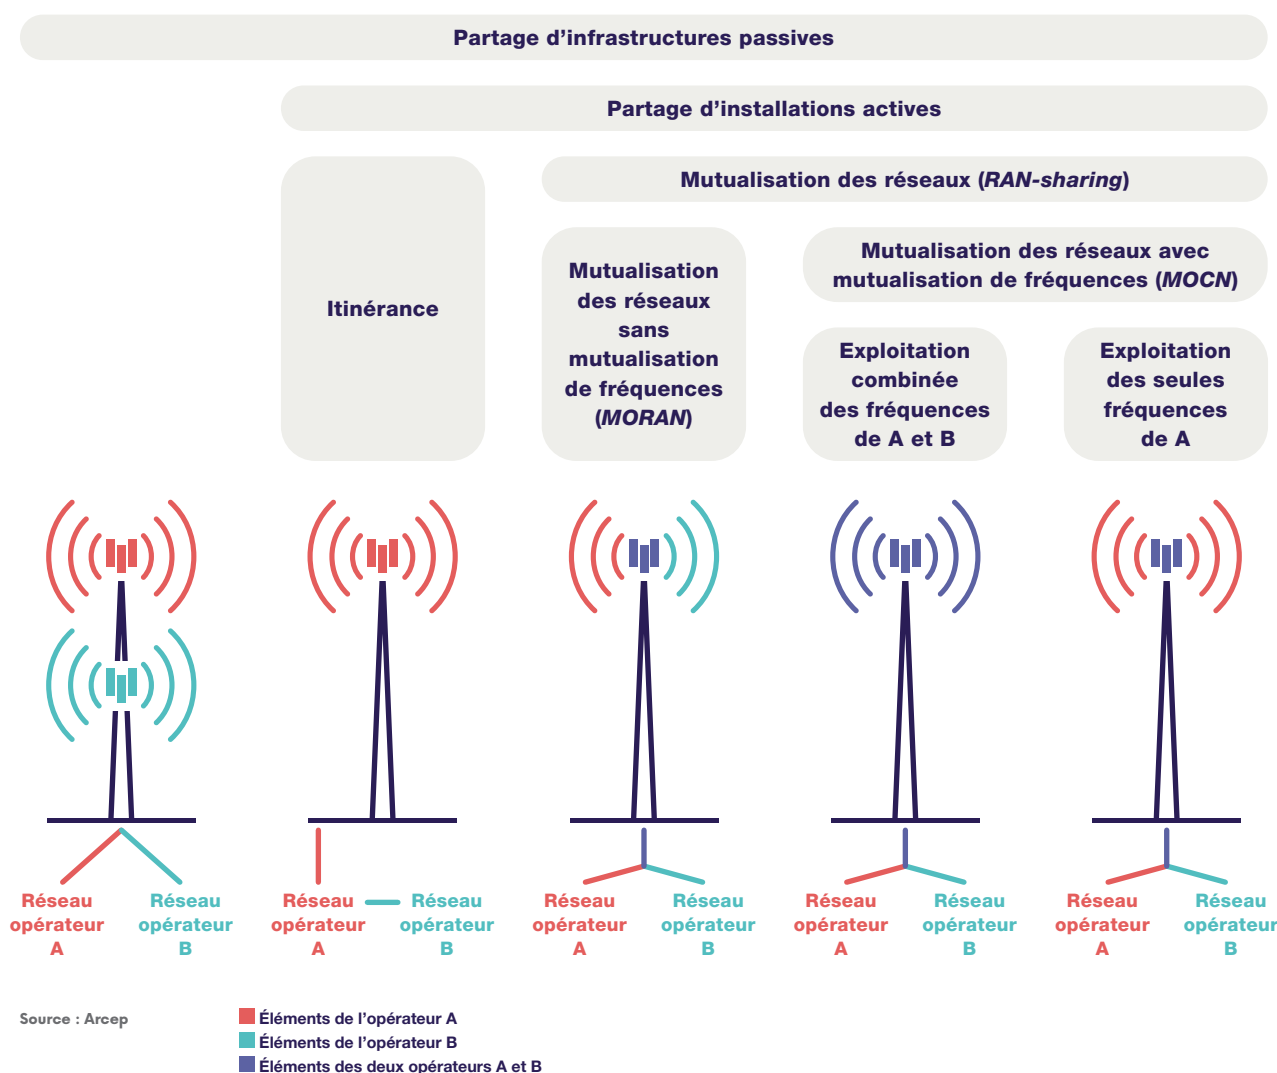 Partage d’infrastructures passives
Partage d’installations actives
Itinérance
Mutualisation des réseaux (RAN-sharing)
Mutualisation
des réseaux
sans
mutualisation
de fréquences
(MORAN)
Mutualisation des réseaux avec
mutualisation de fréquences (MOCN)
Exploitation
combinée
des fréquences
de A et B
Exploitation
des seules
fréquences
de A
Réseau
opérateur
A
Réseau
opérateur
B
Réseau
opérateur
A
Réseau
opérateur
B
Réseau
opérateur
A
Réseau
opérateur
B
Réseau
opérateur
A
Réseau
opérateur
B
Réseau
opérateur
A
Réseau
opérateur
B
Source : Arcep
Éléments de l’opérateur A
Éléments de l’opérateur B
Éléments des deux opérateurs A et B